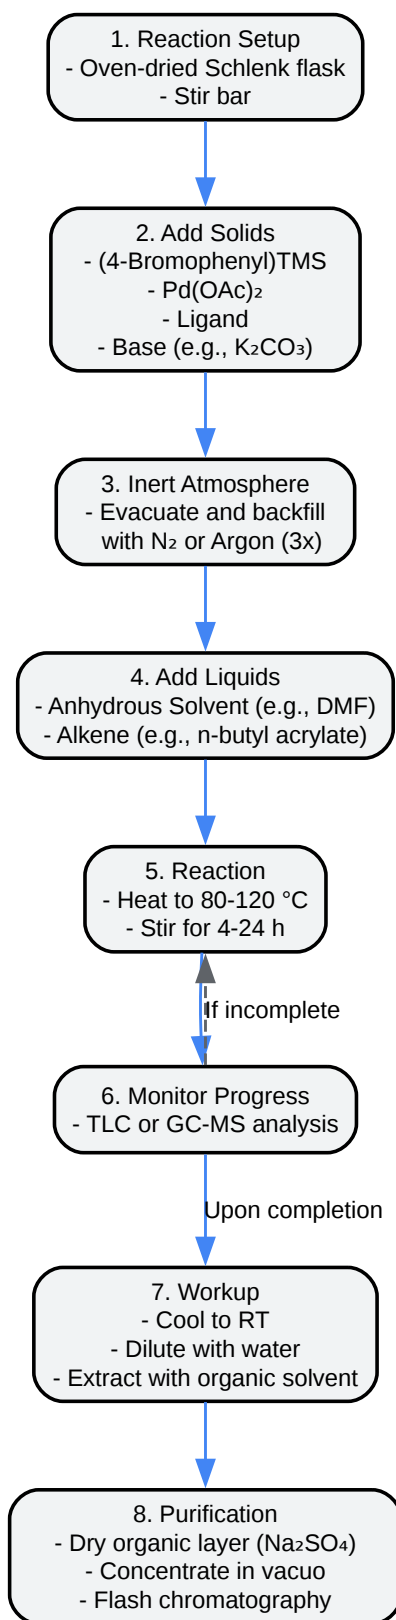 1. Reaction Setup
- Oven-dried Schlenk flask
- Stir bar
2. Add Solids
- (4-Bromophenyl)TMS
- Pd(OAc)₂
- Ligand
- Base (e.g., K₂CO₃)
3. Inert Atmosphere
- Evacuate and backfill
with N₂ or Argon (3x)
4. Add Liquids
- Anhydrous Solvent (e.g., DMF)
- Alkene (e.g., n-butyl acrylate)
5. Reaction
- Heat to 80-120 °C
- Stir for 4-24 h
If incomplete
6. Monitor Progress
- TLC or GC-MS analysis
Upon completion
7. Workup
- Cool to RT
- Dilute with water
- Extract with organic solvent
8. Purification
- Dry organic layer (Na₂SO₄)
- Concentrate in vacuo
- Flash chromatography